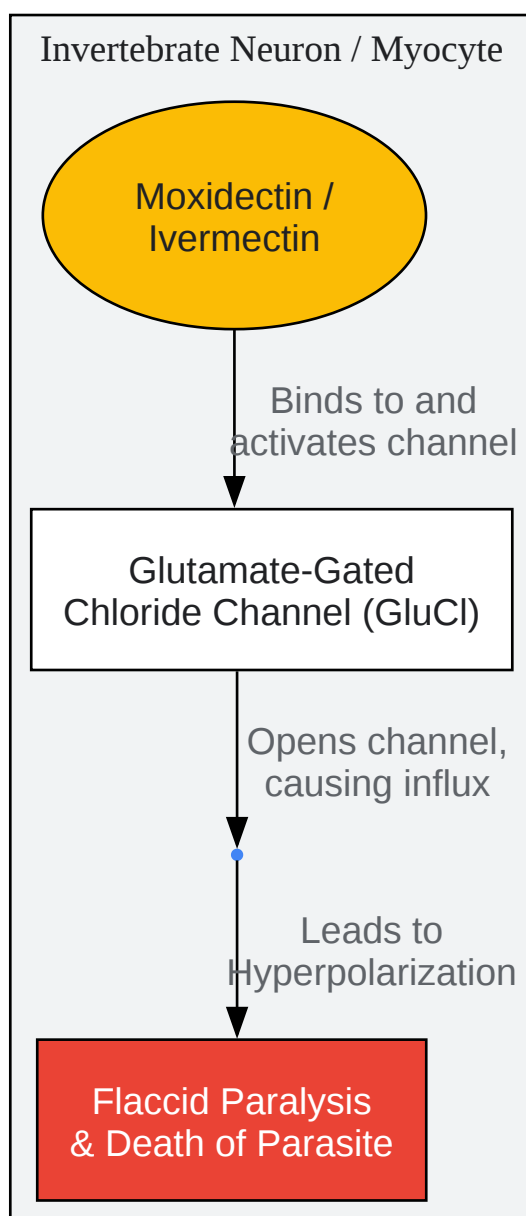 Invertebrate Neuron / Myocyte
Moxidectin /
Ivermectin
Binds to and
activates channel
Glutamate-Gated
Chloride Channel (GluCl)
Opens channel,
causing influx
Leads to
Hyperpolarization
Flaccid Paralysis
& Death of Parasite